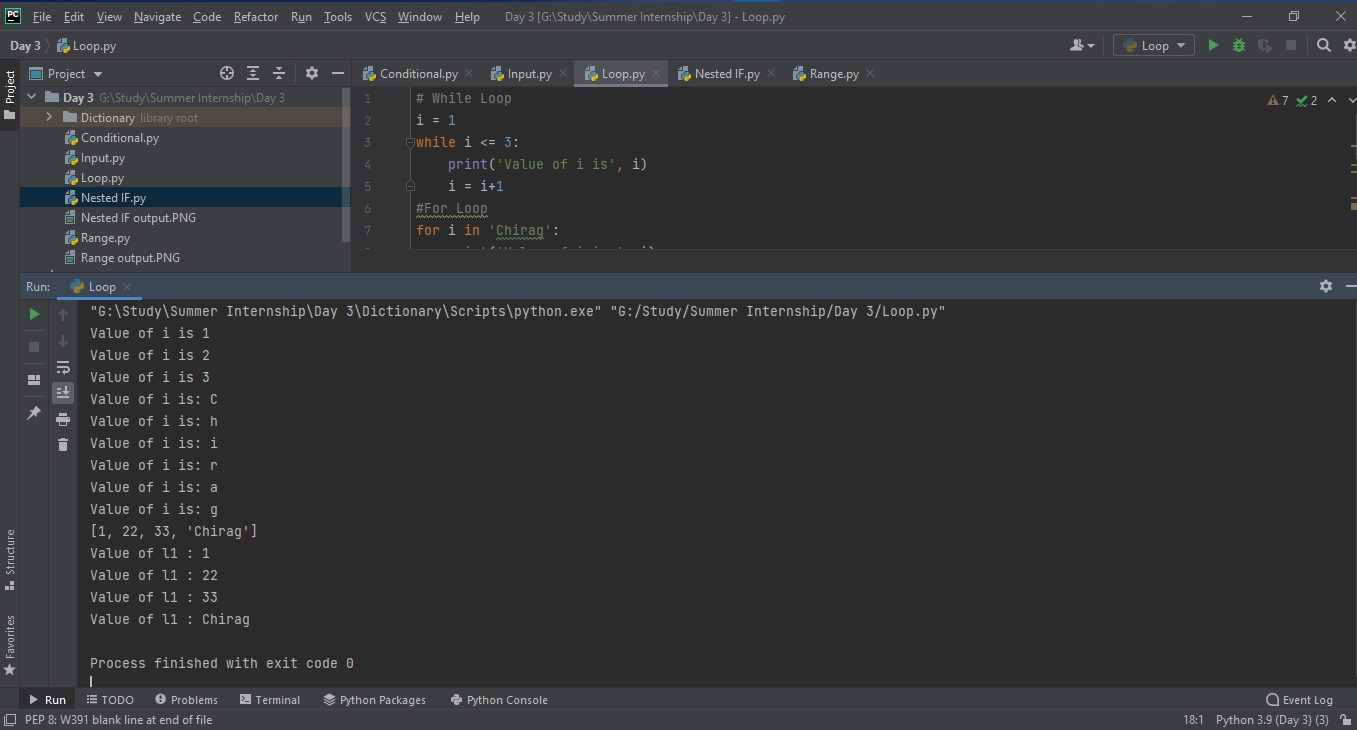 PC File Edit View Navigate Code Refactor Run Tools VCS Window Help Day 3 [G:\Study\Summer Internship\Day 3] - Loop.py
Day 3 Loop.py Loop
Project Project Conditional.py Input.py Loop.py Nested IF.py Range.py
Day 3 G:\Study\Summer Internship\Day 3
Dictionary library root
Conditional.py
Input.py
Loop.py
Nested IF.py
Nested IF output.PNG
Range.py
Range output.PNG
1 # While Loop 7 2
2 i = 1
3 while i <= 3:
4 print('Value of i is', i)
5 i = i+1
6 #For Loop
7 for i in 'Chirag':
Run: Loop
"G:\Study\Summer Internship\Day 3\Dictionary\Scripts\python.exe" "G:/Study/Summer Internship/Day 3/Loop.py"
Value of i is 1
Value of i is 2
Value of i is 3
Value of i is: C
Value of i is: h
Value of i is: i
Value of i is: r
Value of i is: a
Value of i is: g
[1, 22, 33, 'Chirag']
Value of l1 : 1
Value of l1 : 22
Value of l1 : 33
Value of l1 : Chirag
Process finished with exit code 0
Structure
Favorites
Run TODO Problems Terminal Python Packages Python Console Event Log
PEP 8: W391 blank line at end of file 18:1 Python 3.9 (Day 3) (3)